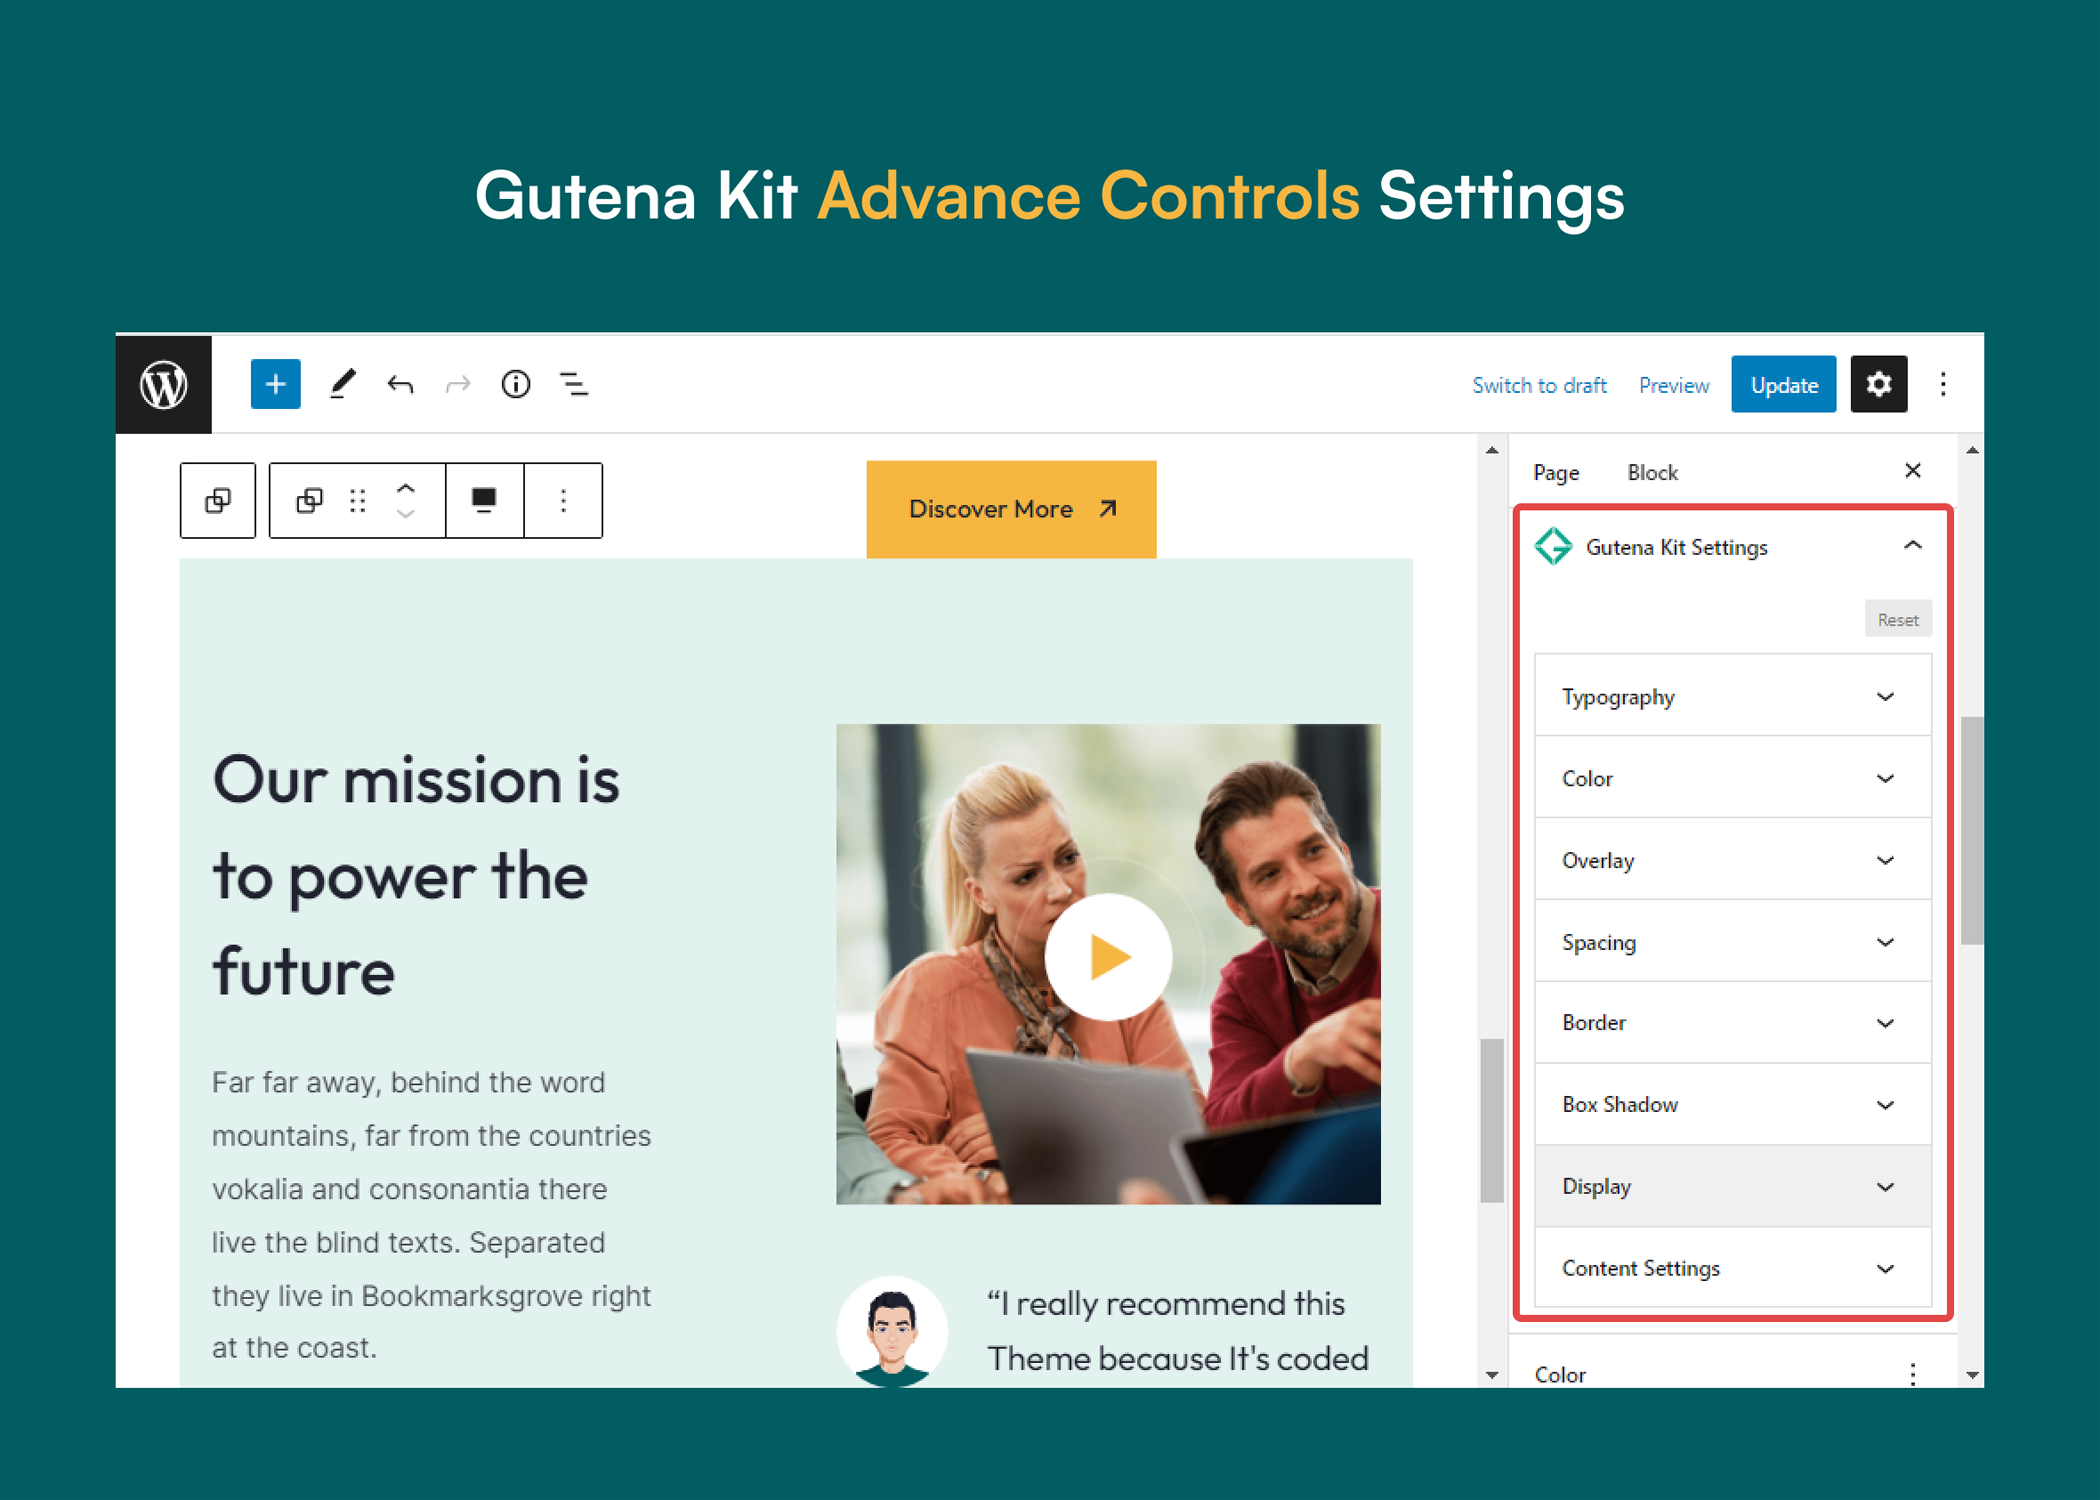 Gutena Kit Advance Controls Settings
Switch to draft
Preview
Update
Discover More
Our mission is
to power the
future
Far far away, behind the word
mountains, far from the countries
vokalia and consonantia there
live the blind texts. Separated
they live in Bookmarksgrove right
at the coast.
“I really recommend this
Theme because It's coded
Page
Block
Gutena Kit Settings
Reset
Typography
Color
Overlay
Spacing
Border
Box Shadow
Display
Content Settings
Color